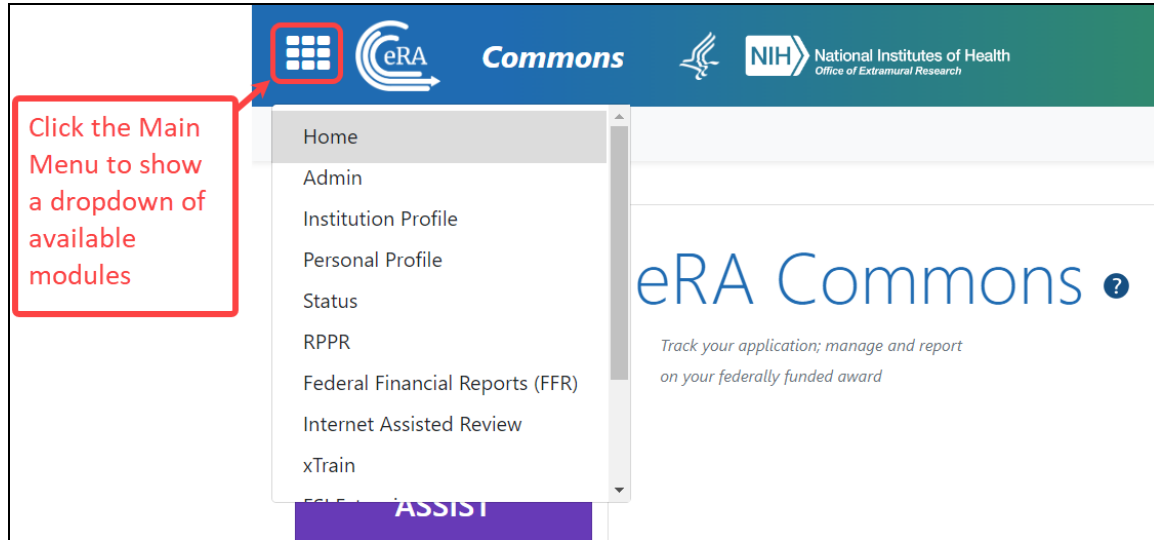 eRA
Commons
NIH
National Institutes of Health
Office of Extramural Research
Click the Main
Menu to show
a dropdown of
available
modules
Home
Admin
Institution Profile
Personal Profile
Status
RPPR
Federal Financial Reports (FFR)
Internet Assisted Review
xTrain
ASSIST
eRA Commons ?
Track your application; manage and report
on your federally funded award